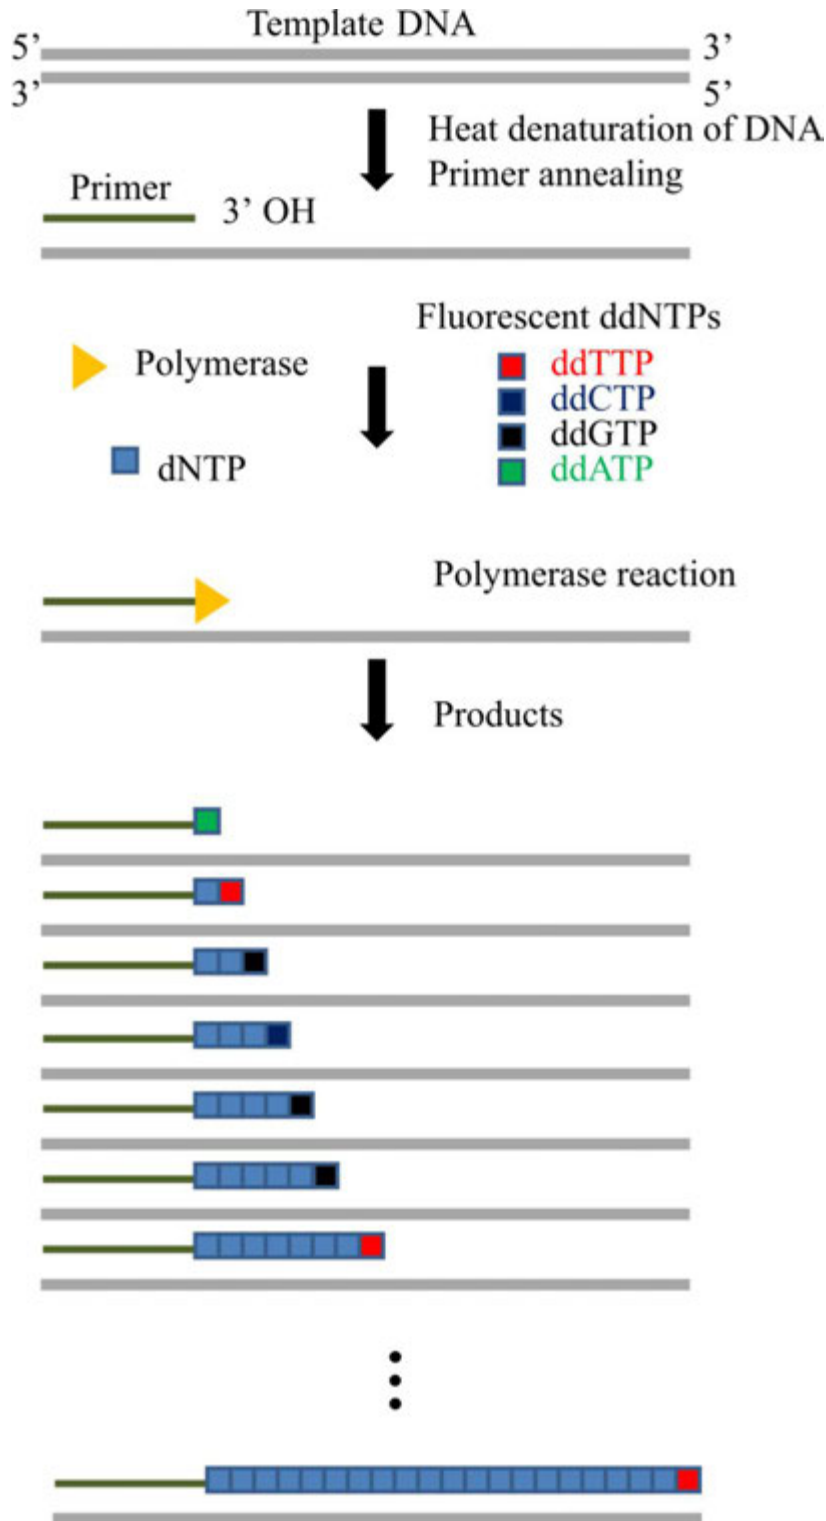 Template DNA
5’
3’
3’
5’
Heat denaturation of DNA
Primer annealing
Primer
3’ OH
Fluorescent ddNTPs
Polymerase
ddTTP
ddCTP
ddGTP
ddATP
dNTP
Polymerase reaction
Products